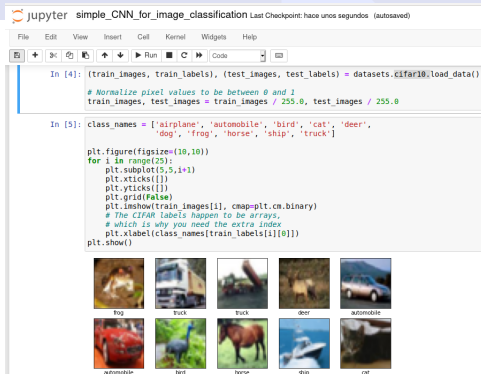 jupyter simple_CNN_for_image_classification Last Checkpoint: hace unos segundos (autosaved)
File Edit View Insert Cell Kernel Widgets Help
Run Code
In [4]: (train_images, train_labels), (test_images, test_labels) = datasets.cifar10.load_data()
# Normalize pixel values to be between 0 and 1
train_images, test_images = train_images / 255.0, test_images / 255.0
In [5]: class_names = ['airplane', 'automobile', 'bird', 'cat', 'deer',
'dog', 'frog', 'horse', 'ship', 'truck']
plt.figure(figsize=(10,10))
for i in range(25):
plt.subplot(5,5,i+1)
plt.xticks([])
plt.yticks([])
plt.grid(False)
plt.imshow(train_images[i], cmap=plt.cm.binary)
# The CIFAR labels happen to be arrays,
# which is why you need the extra index
plt.xlabel(class_names[train_labels[i][0]])
plt.show()
frog truck truck deer automobile
automobile bird horse ship cat